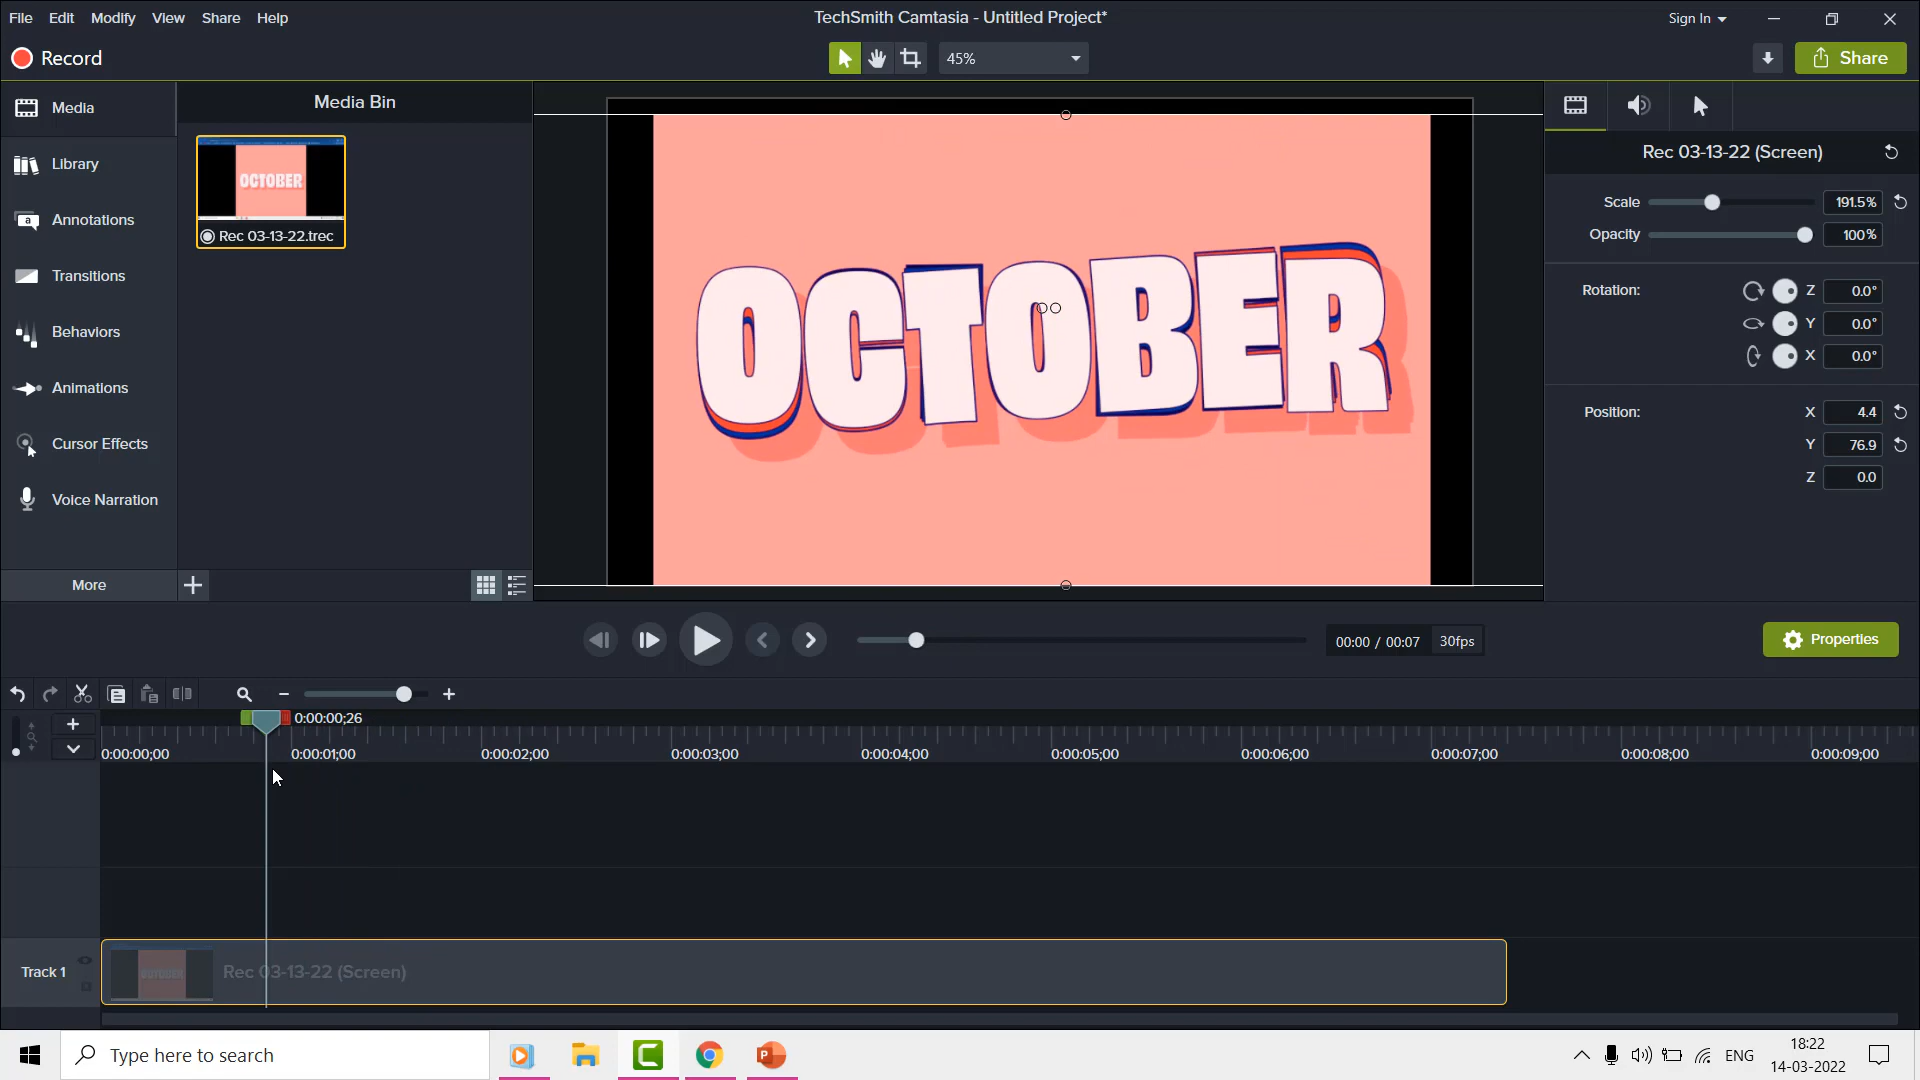 File Edit Modify View Share Help
TechSmith Camtasia - Untitled Project*
Sign In
Record
45%
Share
Media
Media Bin
Library
Annotations
Transitions
Behaviors
Animations
Cursor Effects
Voice Narration
More
OCTOBER
Rec 03-13-22.trec
OCTOBER
Rec 03-13-22 (Screen)
Scale 191.5%
Opacity 100%
Rotation: Z 0.0°
Y 0.0°
X 0.0°
Position: X 4.4
Y 76.9
Z 0.0
00:00 / 00:07 30fps
Properties
0:00:00;26
0:00:00;00 0:00:01;00 0:00:02;00 0:00:03;00 0:00:04;00 0:00:05;00 0:00:06;00 0:00:07;00 0:00:08;00 0:00:09;00
Track 1
OCTOBER
Rec 03-13-22 (Screen)
Type here to search
ENG
18:22
14-03-2022